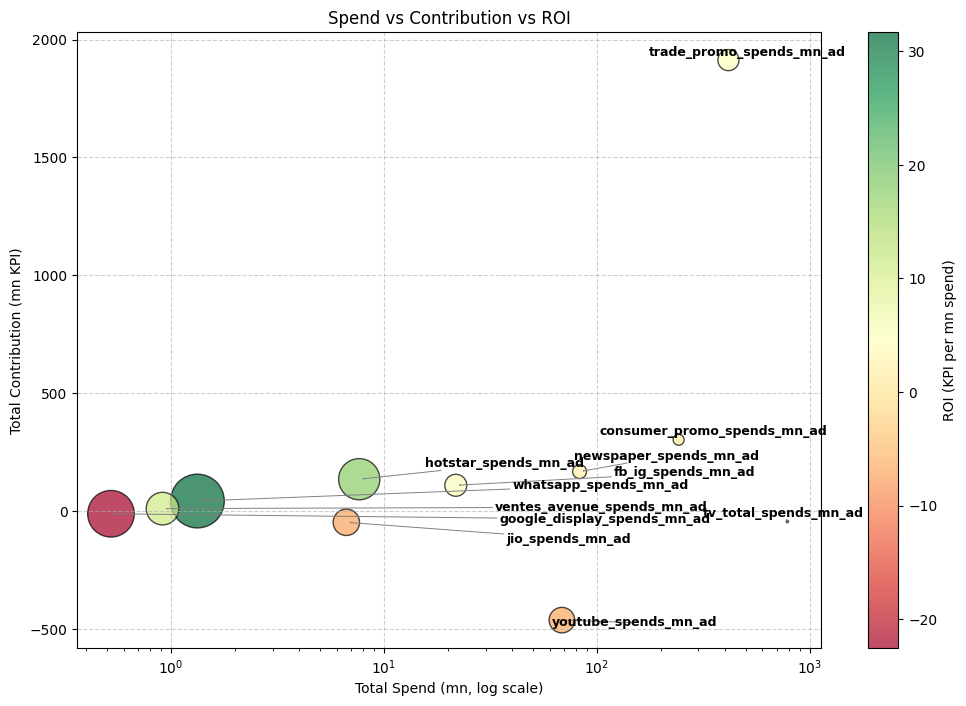 Spend vs Contribution vs ROI
2000
1500
1000
500
0
−500
Total Contribution (mn KPI)
trade_promo_spends_mn_ad
consumer_promo_spends_mn_ad
newspaper_spends_mn_ad
hotstar_spends_mn_ad
fb_ig_spends_mn_ad
whatsapp_spends_mn_ad
ventes_avenue_spends_mn_ad
tv_total_spends_mn_ad
google_display_spends_mn_ad
jio_spends_mn_ad
youtube_spends_mn_ad
10⁰
10¹
10²
10³
Total Spend (mn, log scale)
30
20
10
0
−10
−20
ROI (KPI per mn spend)